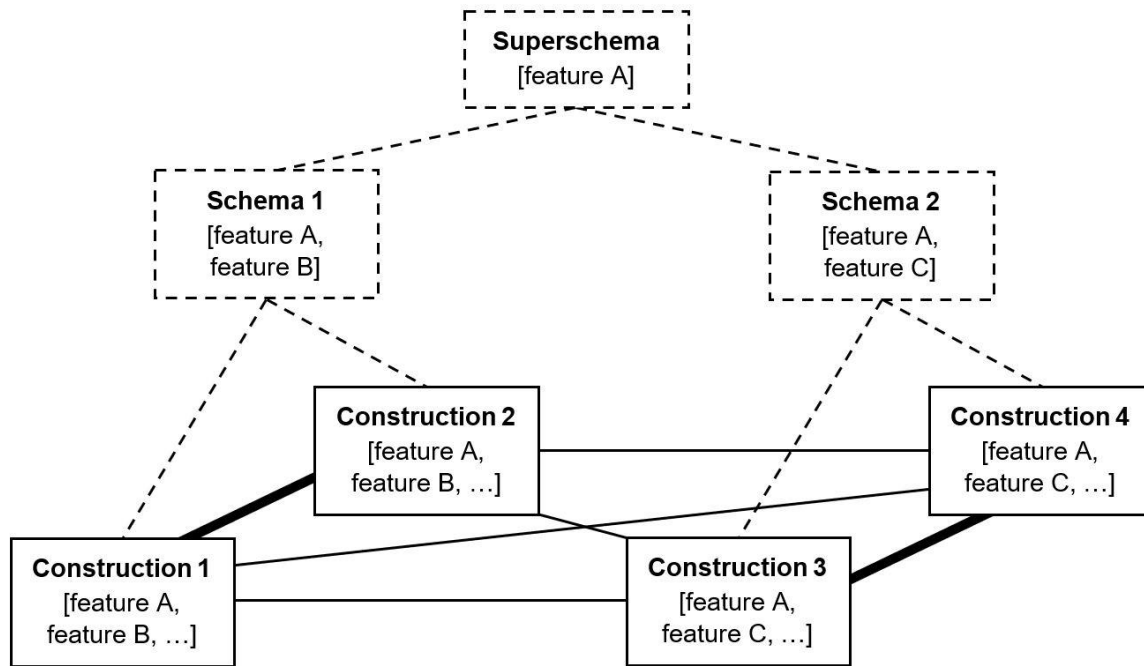 Superschema
[feature A]
Schema 1
[feature A,
feature B]
Schema 2
[feature A,
feature C]
Construction 2
[feature A,
feature B, …]
Construction 4
[feature A,
feature C, …]
Construction 1
[feature A,
feature B, …]
Construction 3
[feature A,
feature C, …]